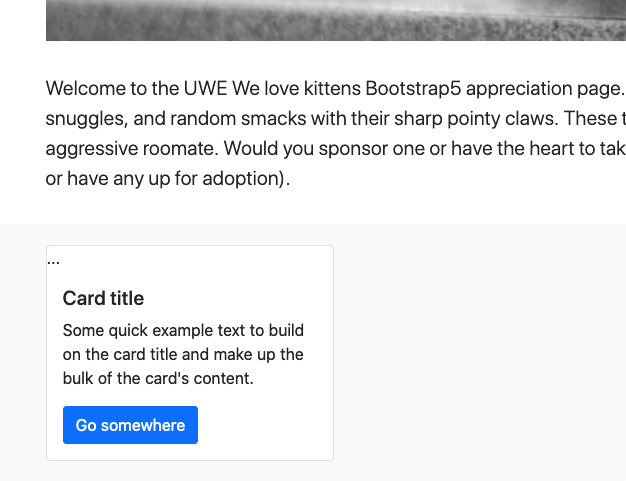 Welcome to the UWE We love kittens Bootstrap5 appreciation page.
snuggles, and random smacks with their sharp pointy claws. These t
aggressive roomate. Would you sponsor one or have the heart to tak
or have any up for adoption).
...
Card title
Some quick example text to build
on the card title and make up the
bulk of the card's content.
Go somewhere